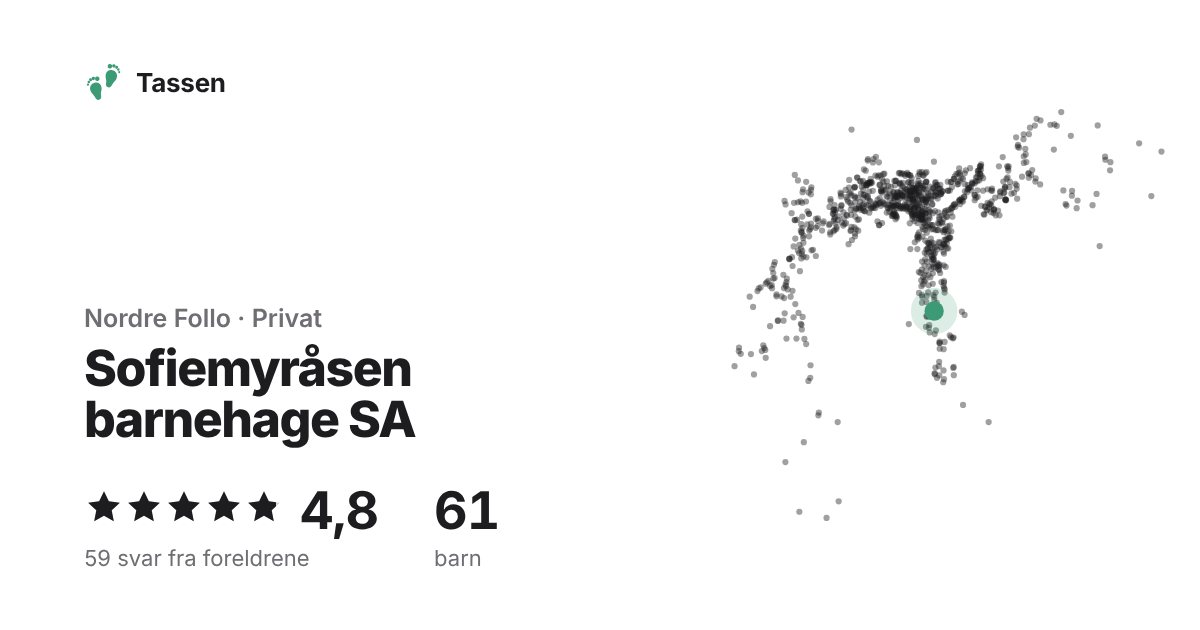 Tassen
Nordre Follo · Privat
Sofiemyråsen
barnehage SA
4,8
59 svar fra foreldrene
61
barn